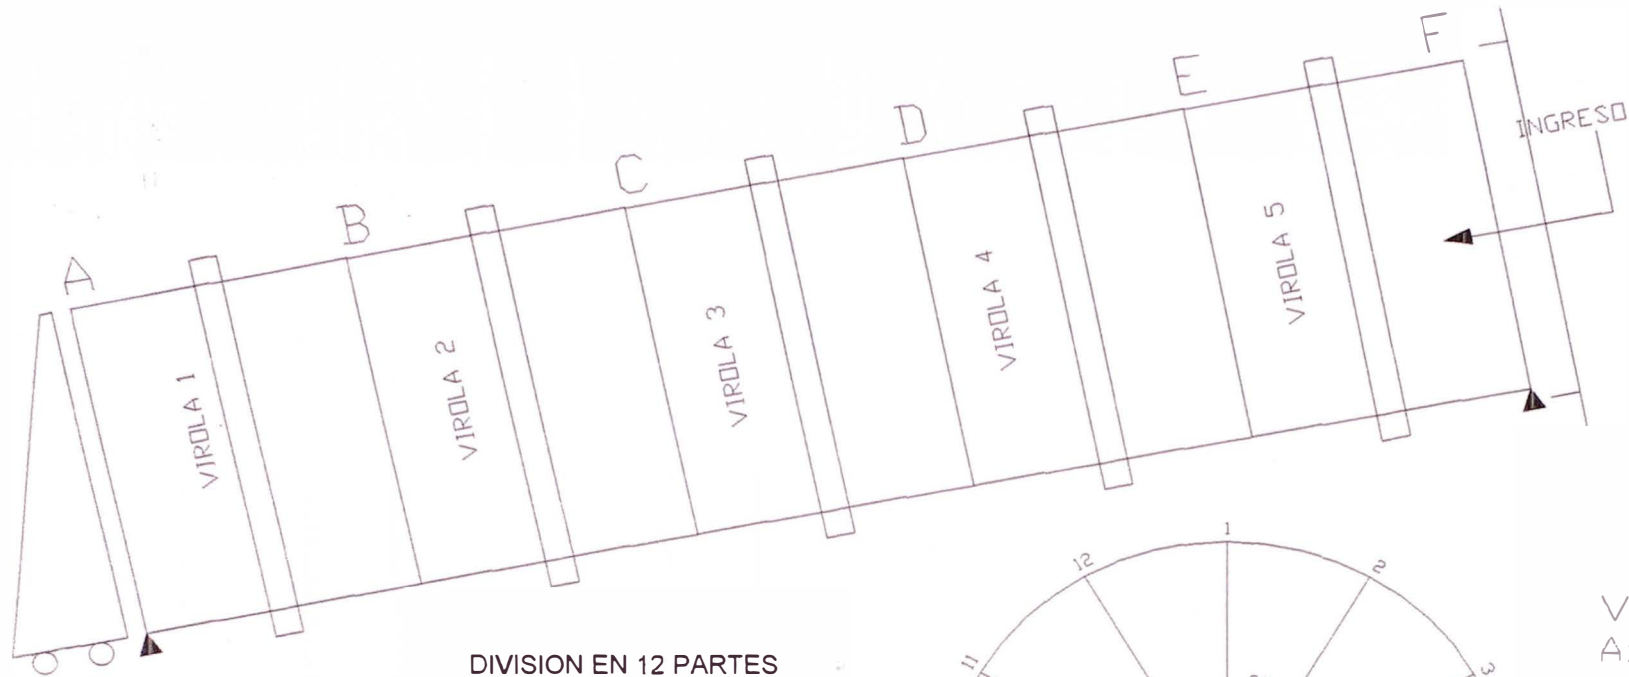 F
E
INGRESO
D
C
B
A
VIROLA 5
VIROLA 4
VIROLA 3
VIROLA 2
VIROLA 1
1
12
2
11
3
DIVISION EN 12 PARTES
V
A